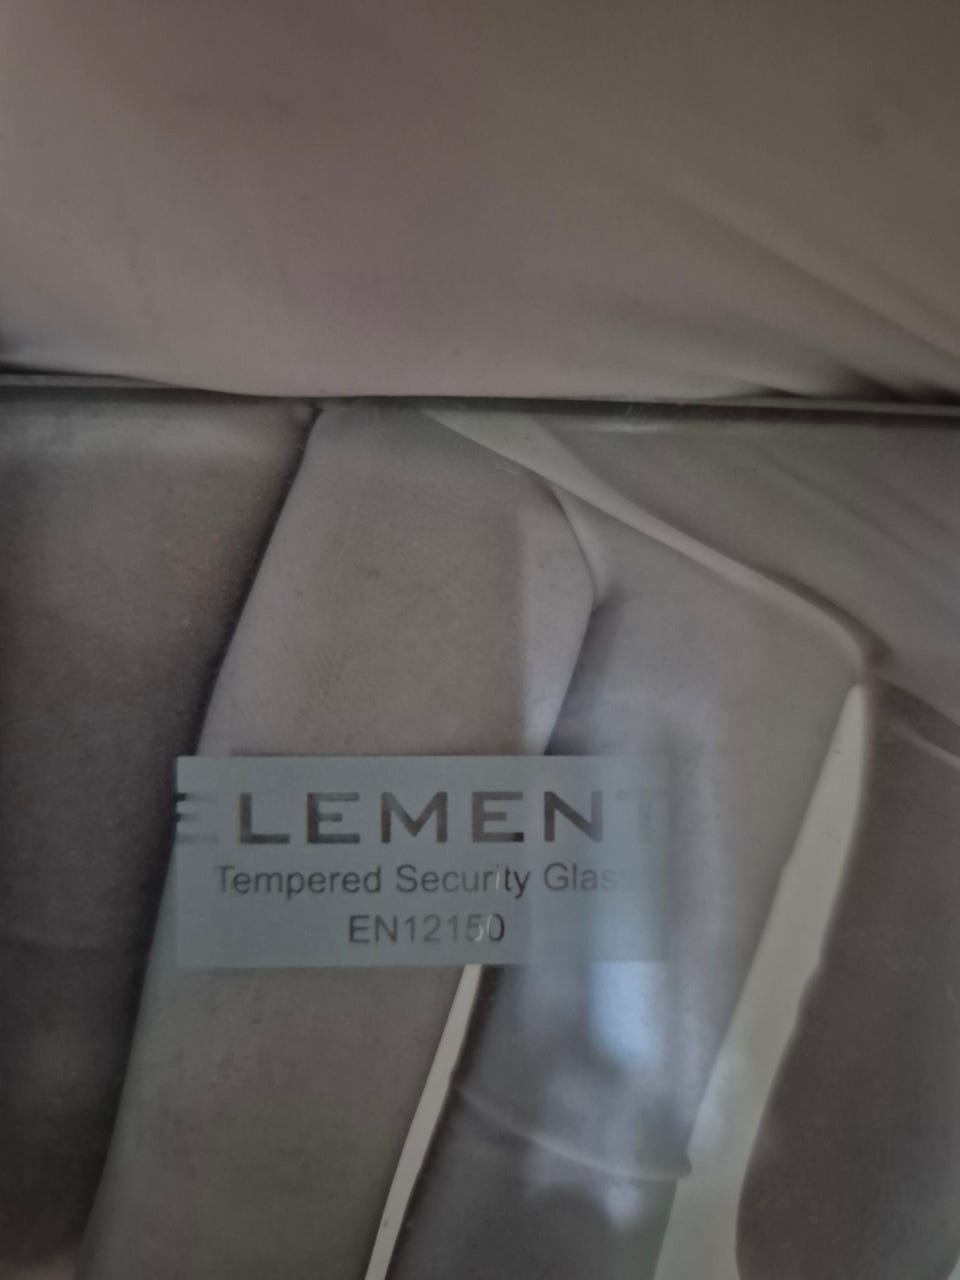 ELEMENT
Tempered Security Glass
EN12150